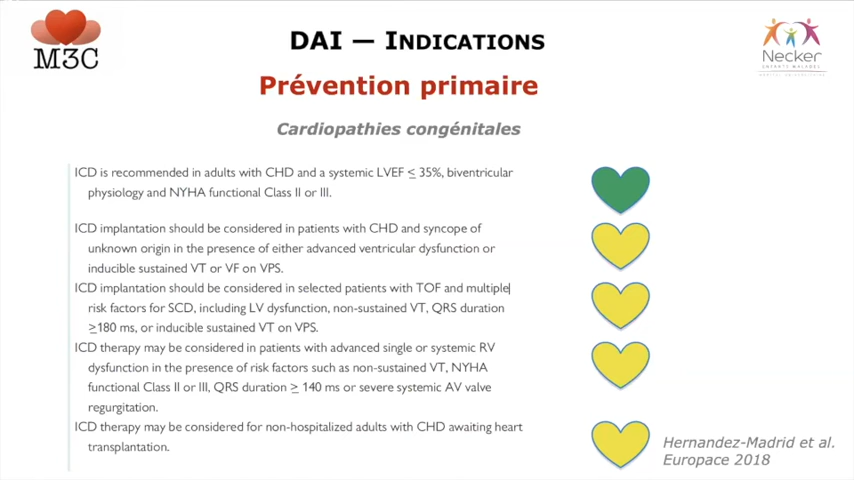 M3C
DAI — INDICATIONS
Necker
ENFANTS MALADES
Prévention primaire
Cardiopathies congénitales
ICD is recommended in adults with CHD and a systemic LVEF ≤ 35%, biventricular
physiology and NYHA functional Class II or III.
ICD implantation should be considered in patients with CHD and syncope of
unknown origin in the presence of either advanced ventricular dysfunction or
inducible sustained VT or VF on VPS.
ICD implantation should be considered in selected patients with TOF and multiple
risk factors for SCD, including LV dysfunction, non-sustained VT, QRS duration
≥180 ms, or inducible sustained VT on VPS.
ICD therapy may be considered in patients with advanced single or systemic RV
dysfunction in the presence of risk factors such as non-sustained VT, NYHA
functional Class II or III, QRS duration ≥ 140 ms or severe systemic AV valve
regurgitation.
ICD therapy may be considered for non-hospitalized adults with CHD awaiting heart
transplantation.
Hernandez-Madrid et al.
Europace 2018